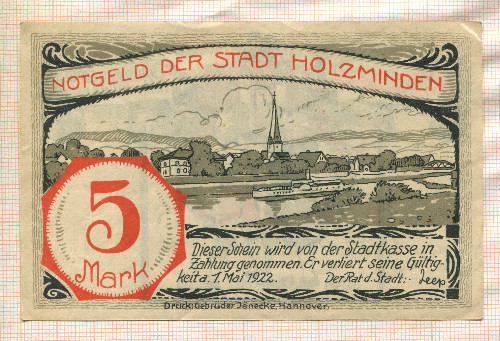 NOTGELD DER STADT HOLZMINDEN
5
Mark
Dieser Schein wird von der Stadtkasse in
Zahlung genommen. Er verliert seine Gültig-
keit a. 1. Mai 1922. Der Rat d. Stadt:
Druck: Gebrüder Jänecke, Hannover.